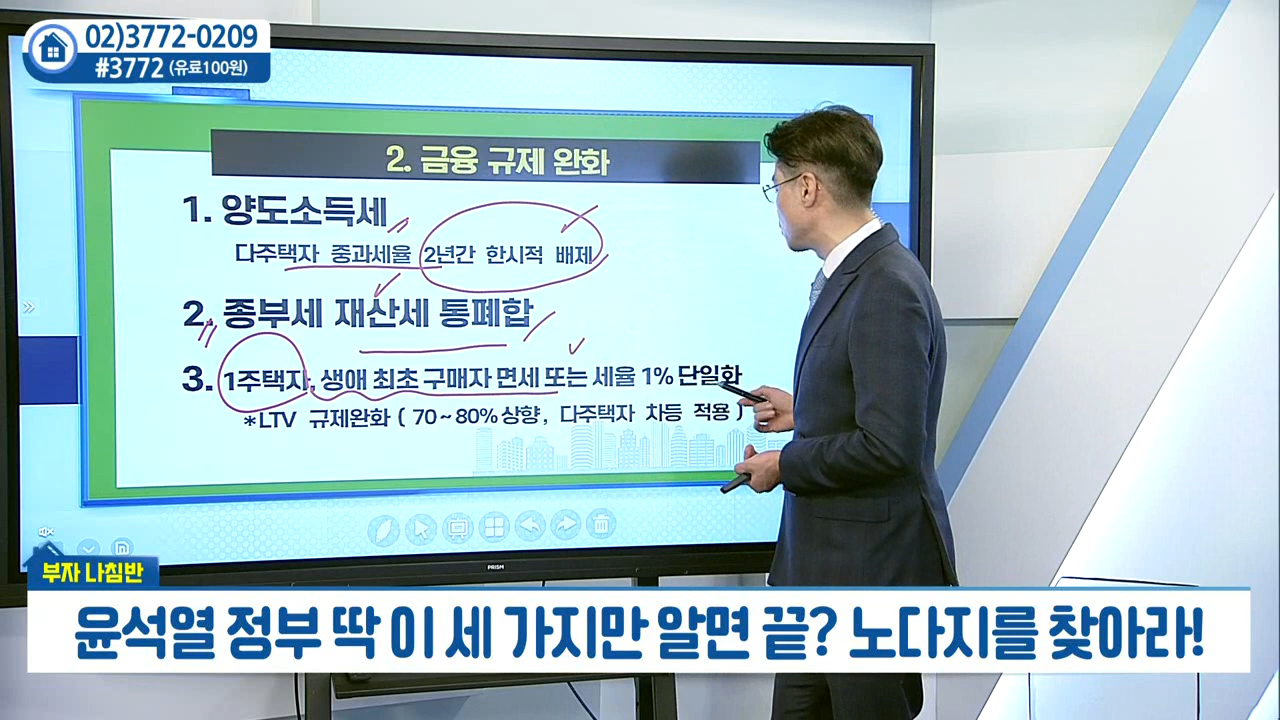 02)3772-0209
#3772 (유료100원)
2. 금융 규제 완화
1. 양도소득세
다주택자 중과세율 2년간 한시적 배제
2. 종부세 재산세 통폐합
3. 1주택자, 생애 최초 구매자 면세 또는 세율 1% 단일화
*LTV 규제완화 ( 70~80%상향, 다주택자 차등 적용 )
PRISM
부자 나침반
윤석열 정부 딱 이 세 가지만 알면 끝? 노다지를 찾아라!